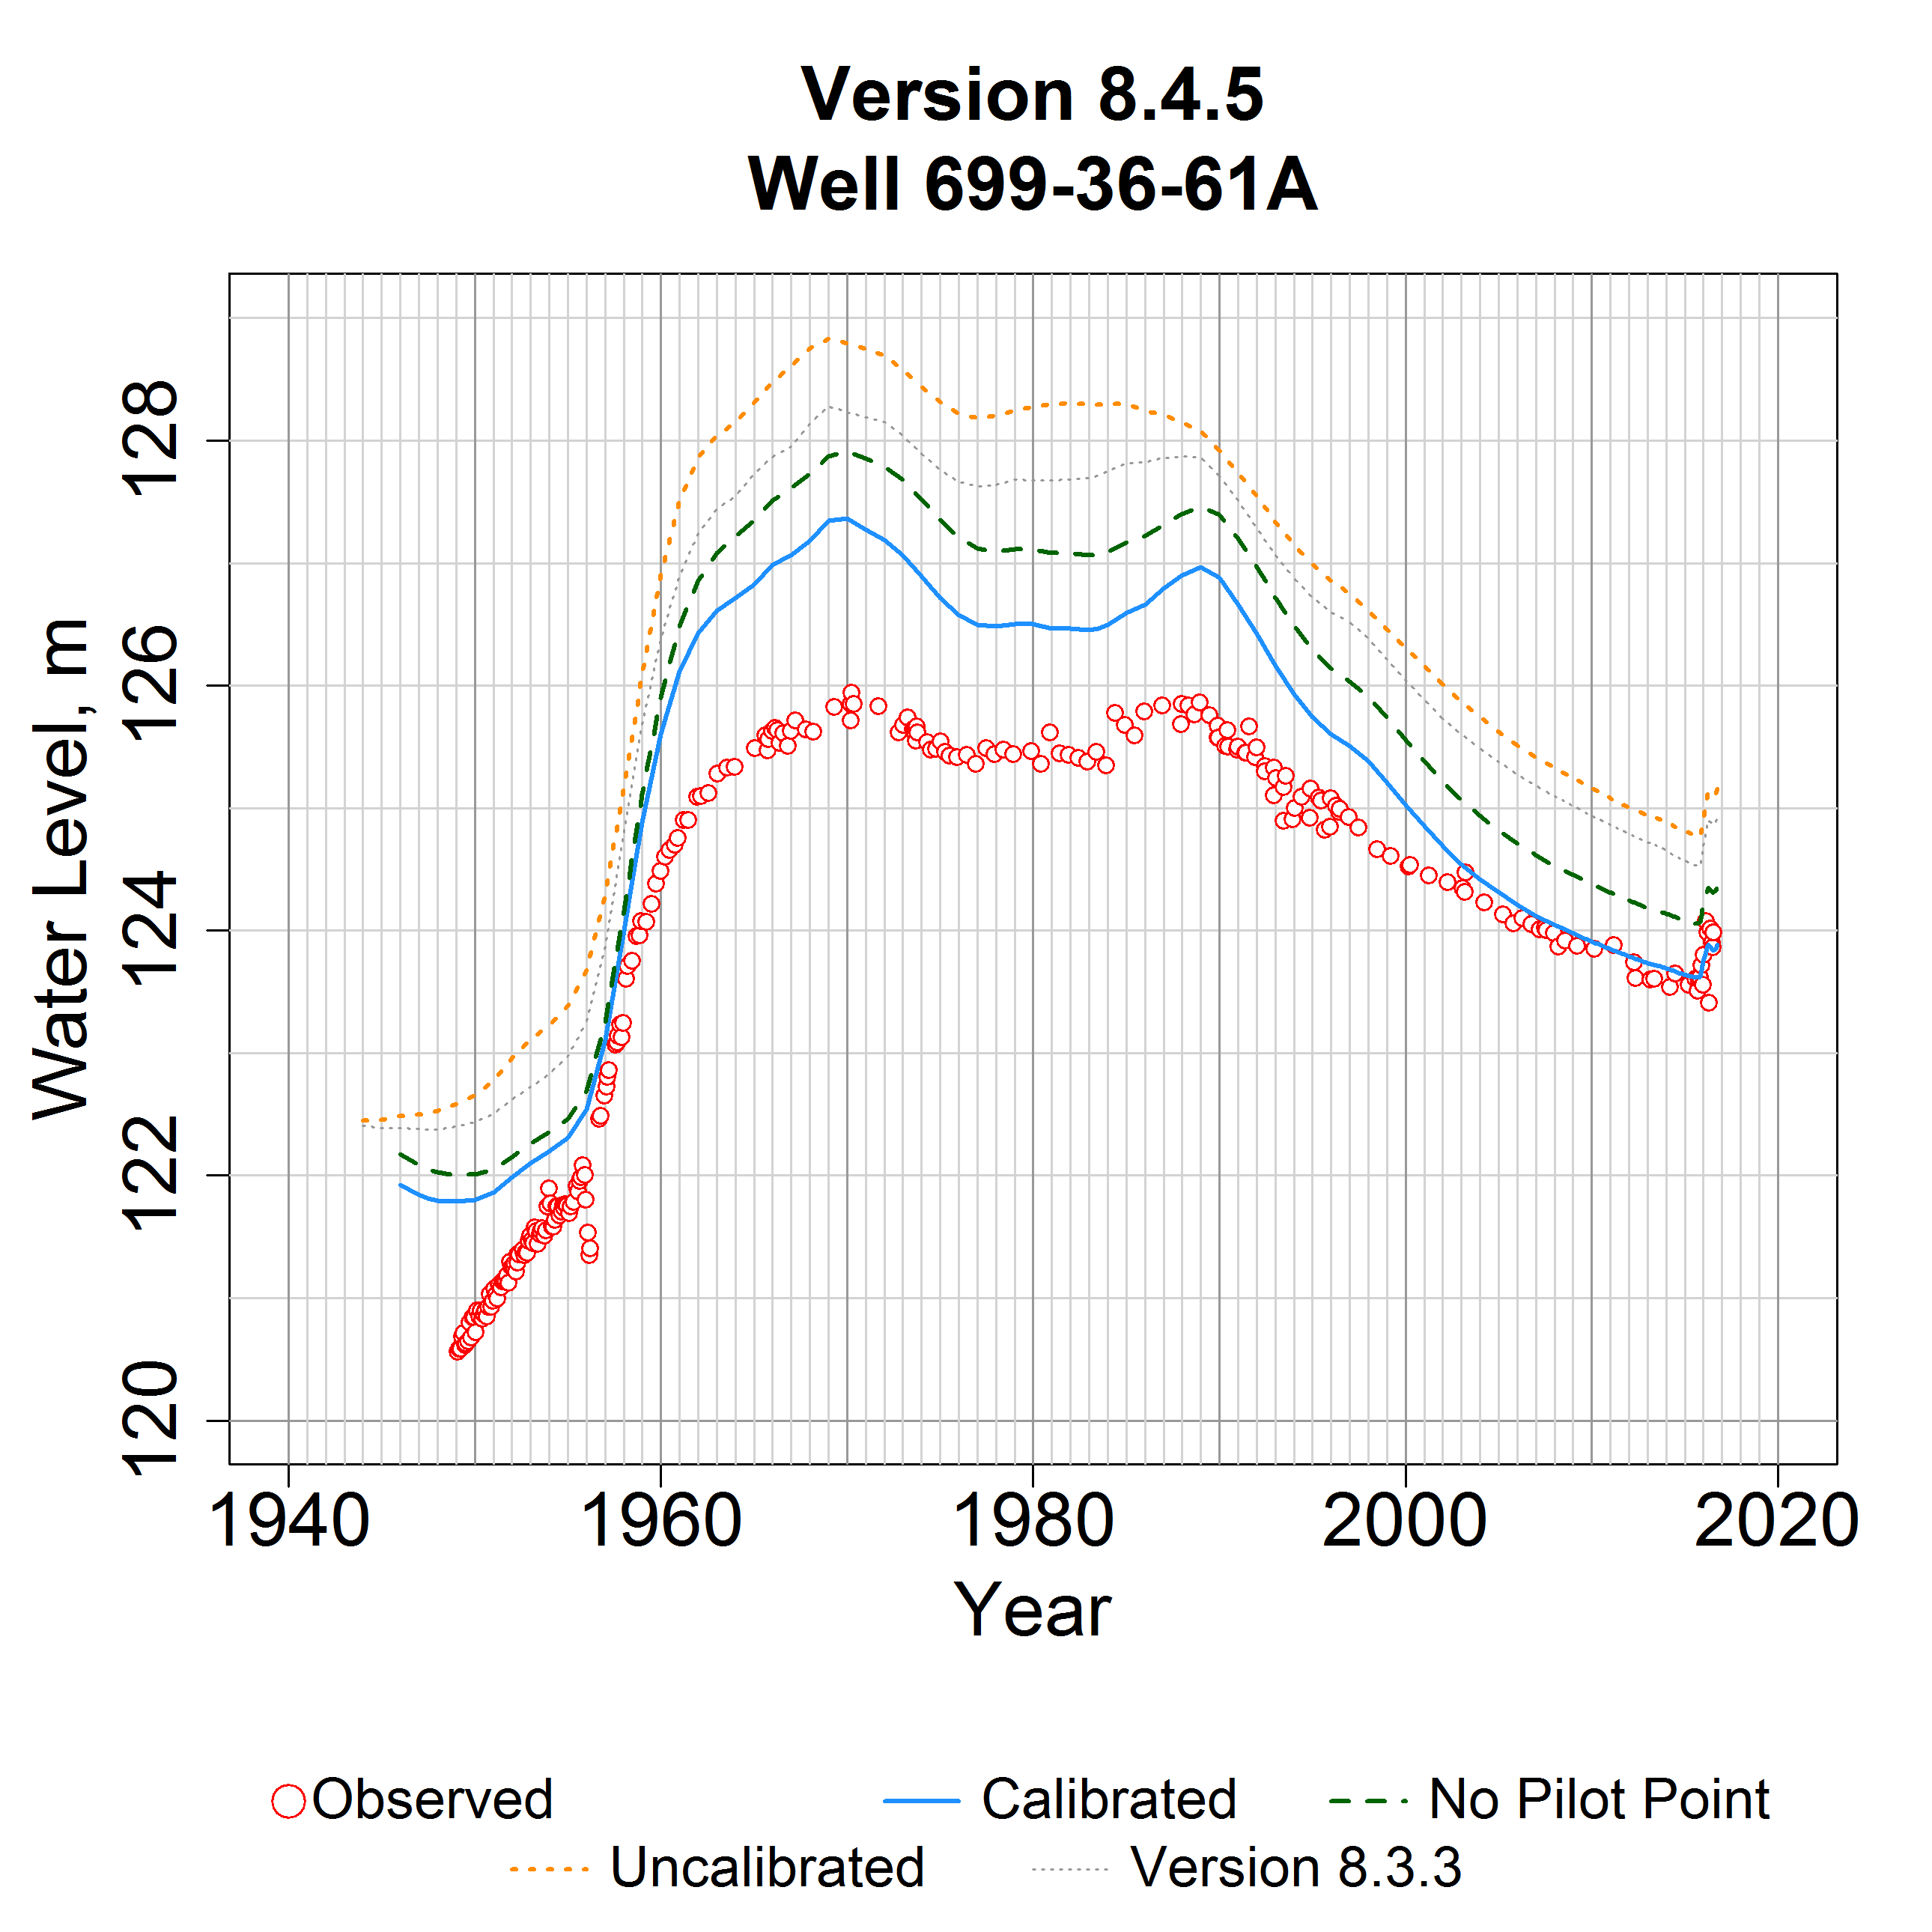 Version 8.4.5
Well 699-36-61A
Water Level, m
128
126
124
122
120
1940 1960 1980 2000 2020
Year
Observed Calibrated No Pilot Point
Uncalibrated Version 8.3.3